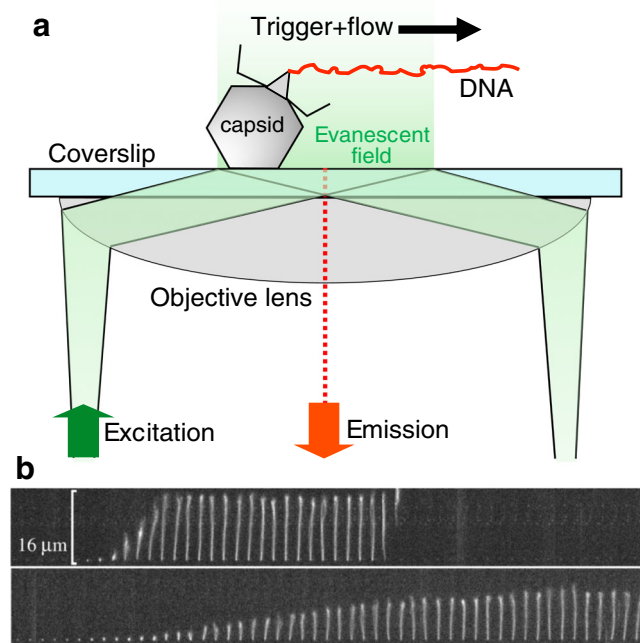 a
Trigger+flow
DNA
capsid
Evanescent
field
Coverslip
Objective lens
Excitation
Emission
b
16 μm